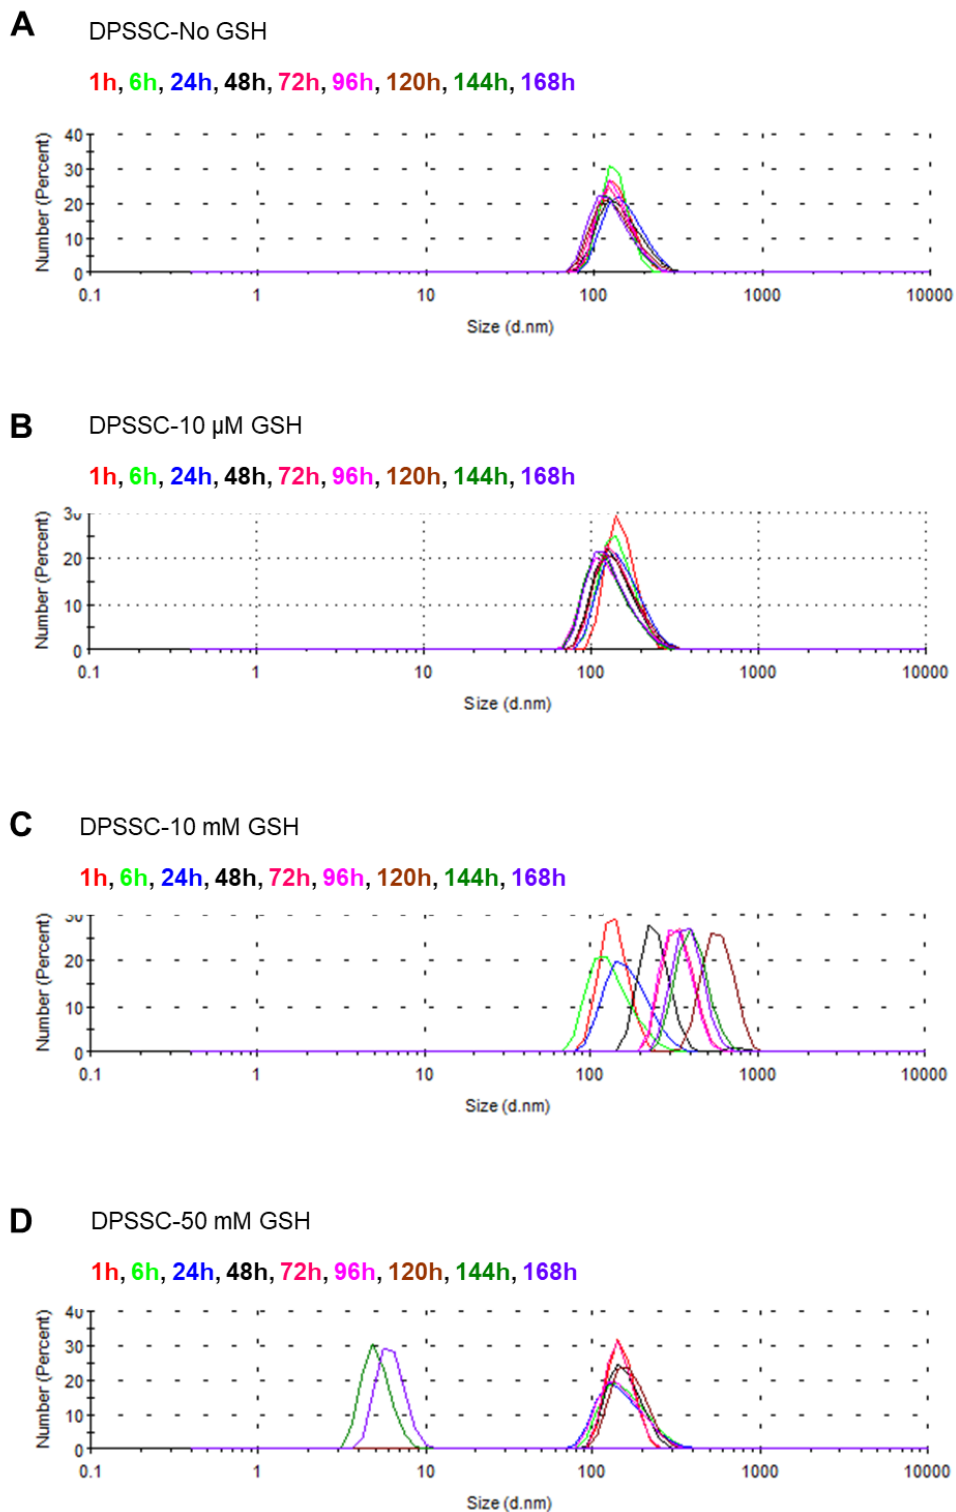 A DPSSC-No GSH
1h, 6h, 24h, 48h, 72h, 96h, 120h, 144h, 168h
Number (Percent)
40
30
20
10
0
0.1 1 10 100 1000 10000
Size (d.nm)
B DPSSC-10 µM GSH
1h, 6h, 24h, 48h, 72h, 96h, 120h, 144h, 168h
Number (Percent)
30
20
10
0
0.1 1 10 100 1000 10000
Size (d.nm)
C DPSSC-10 mM GSH
1h, 6h, 24h, 48h, 72h, 96h, 120h, 144h, 168h
Number (Percent)
30
20
10
0
0.1 1 10 100 1000 10000
Size (d.nm)
D DPSSC-50 mM GSH
1h, 6h, 24h, 48h, 72h, 96h, 120h, 144h, 168h
Number (Percent)
40
30
20
10
0
0.1 1 10 100 1000 10000
Size (d.nm)